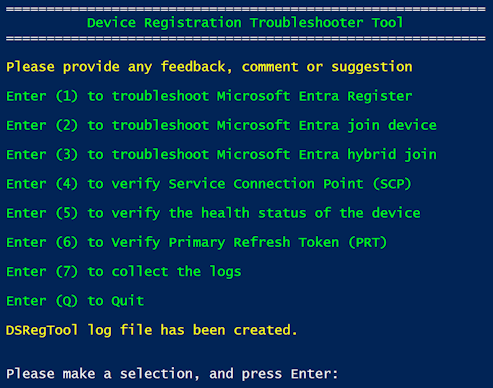 ============================================================
Device Registration Troubleshooter Tool
============================================================
Please provide any feedback, comment or suggestion
Enter (1) to troubleshoot Microsoft Entra Register
Enter (2) to troubleshoot Microsoft Entra join device
Enter (3) to troubleshoot Microsoft Entra hybrid join
Enter (4) to verify Service Connection Point (SCP)
Enter (5) to verify the health status of the device
Enter (6) to Verify Primary Refresh Token (PRT)
Enter (7) to collect the logs
Enter (Q) to Quit
DSRegTool log file has been created.
Please make a selection, and press Enter: